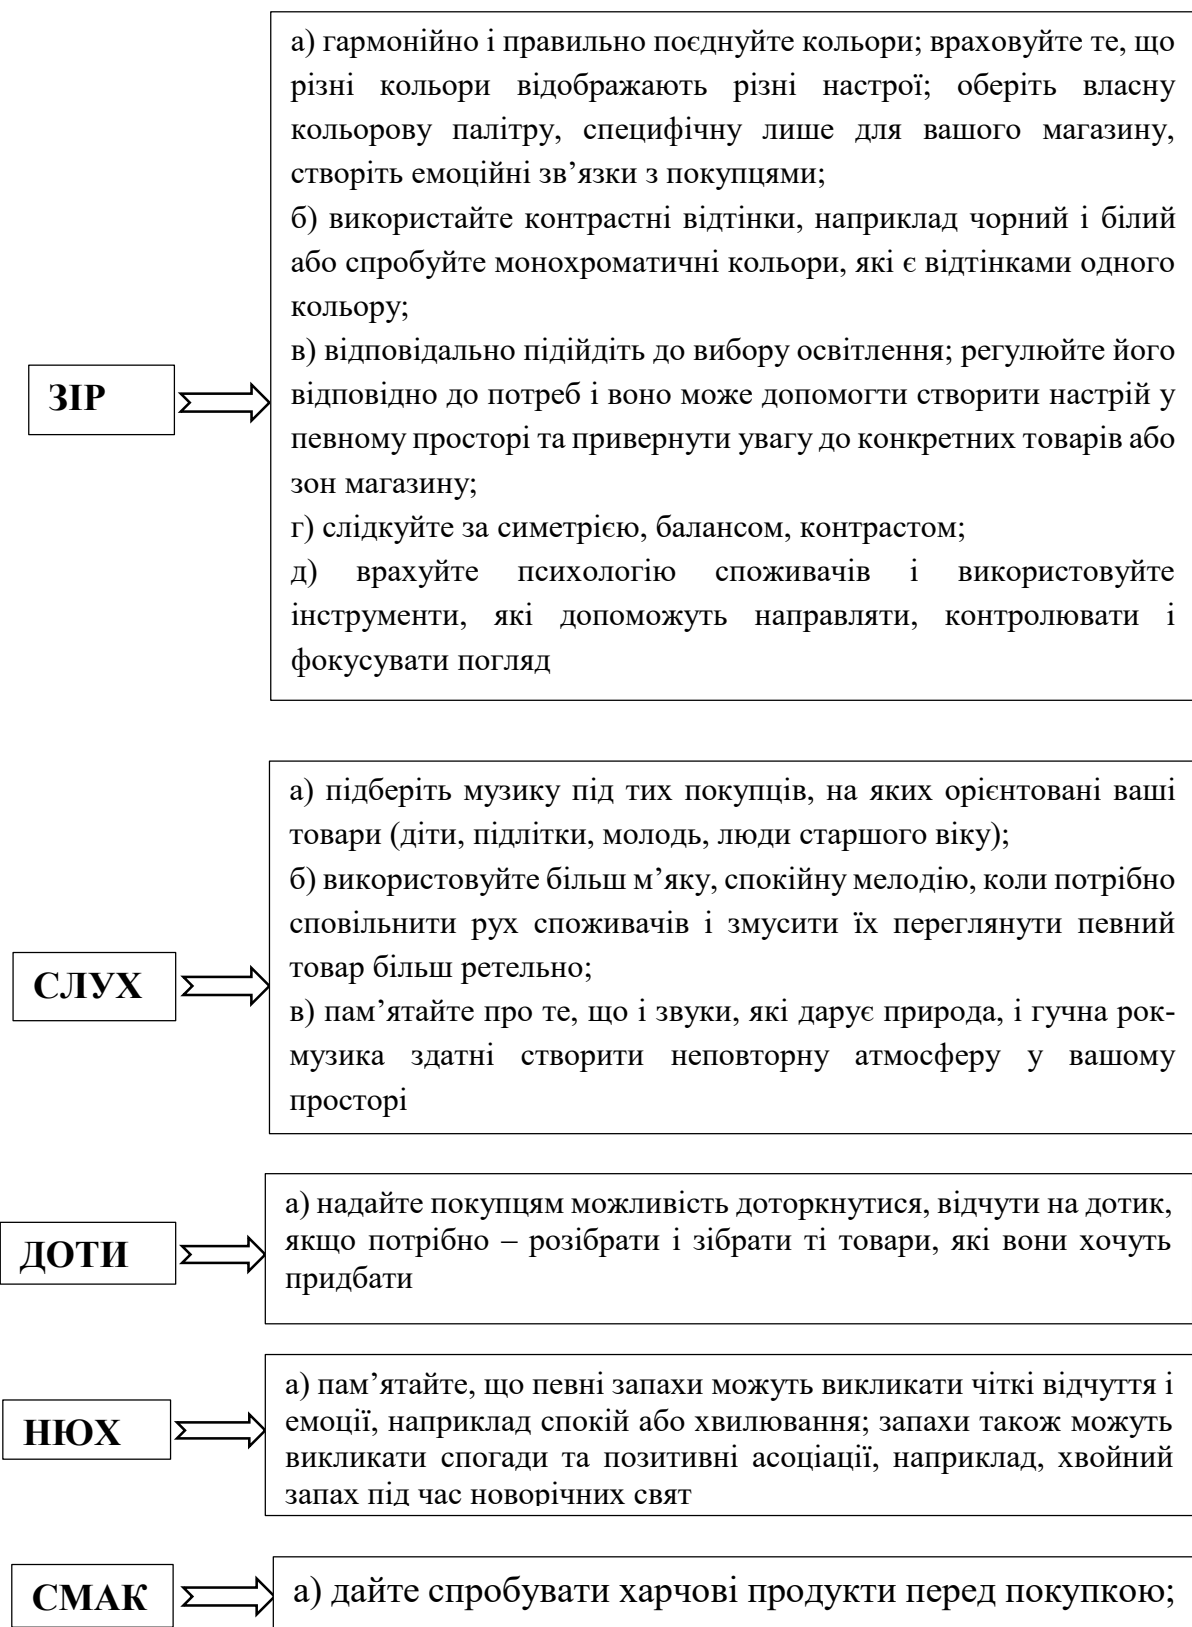 а) гармонійно і правильно поєднуйте кольори; враховуйте те, що
різні кольори відображають різні настрої; оберіть власну
кольорову палітру, специфічну лише для вашого магазину,
створіть емоційні зв’язки з покупцями;
б) використайте контрастні відтінки, наприклад чорний і білий
або спробуйте монохроматичні кольори, які є відтінками одного
кольору;
в) відповідально підійдіть до вибору освітлення; регулюйте його
ЗІР
відповідно до потреб і воно може допомогти створити настрій у
певному просторі та привернути увагу до конкретних товарів або
зон магазину;
г) слідкуйте за симетрією, балансом, контрастом;
д) врахуйте психологію споживачів і використовуйте
інструменти, які допоможуть направляти, контролювати і
фокусувати погляд
а) підберіть музику під тих покупців, на яких орієнтовані ваші
товари (діти, підлітки, молодь, люди старшого віку);
б) використовуйте більш м’яку, спокійну мелодію, коли потрібно
сповільнити рух споживачів і змусити їх переглянути певний
товар більш ретельно;
СЛУХ
в) пам’ятайте про те, що і звуки, які дарує природа, і гучна рок-
музика здатні створити неповторну атмосферу у вашому
просторі
а) надайте покупцям можливість доторкнутися, відчути на дотик,
якщо потрібно – розібрати і зібрати ті товари, які вони хочуть
придбати
ДОТИ
а) пам’ятайте, що певні запахи можуть викликати чіткі відчуття і
емоції, наприклад спокій або хвилювання; запахи також можуть
викликати спогади та позитивні асоціації, наприклад, хвойний
запах під час новорічних свят
НЮХ
СМАК
а) дайте спробувати харчові продукти перед покупкою;